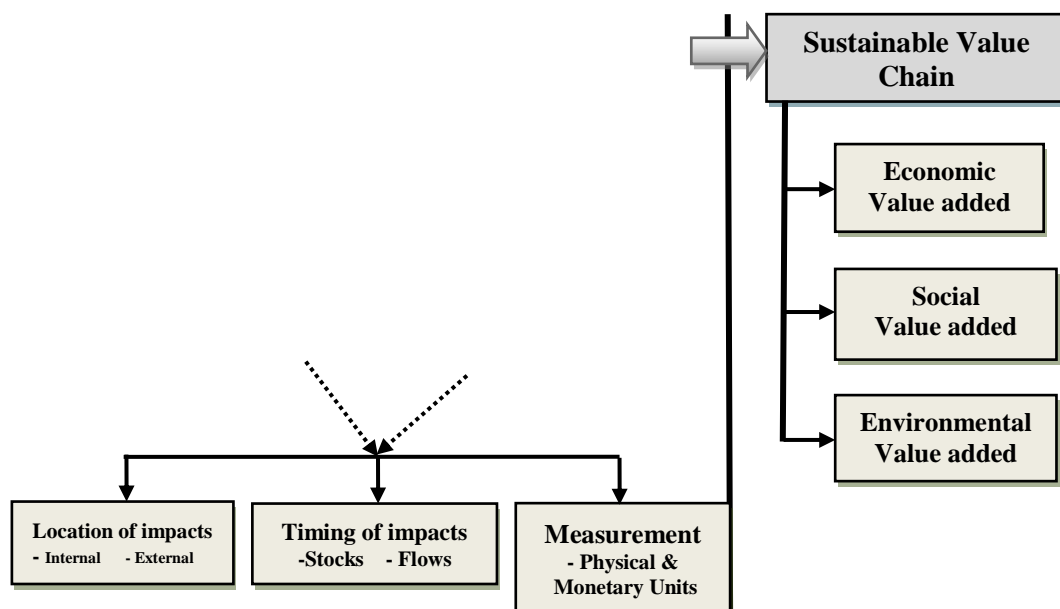 Sustainable Value
Chain
Economic
Value added
Social
Value added
Environmental
Value added
Location of impacts
- Internal - External
Timing of impacts
-Stocks - Flows
Measurement
- Physical &
Monetary Units